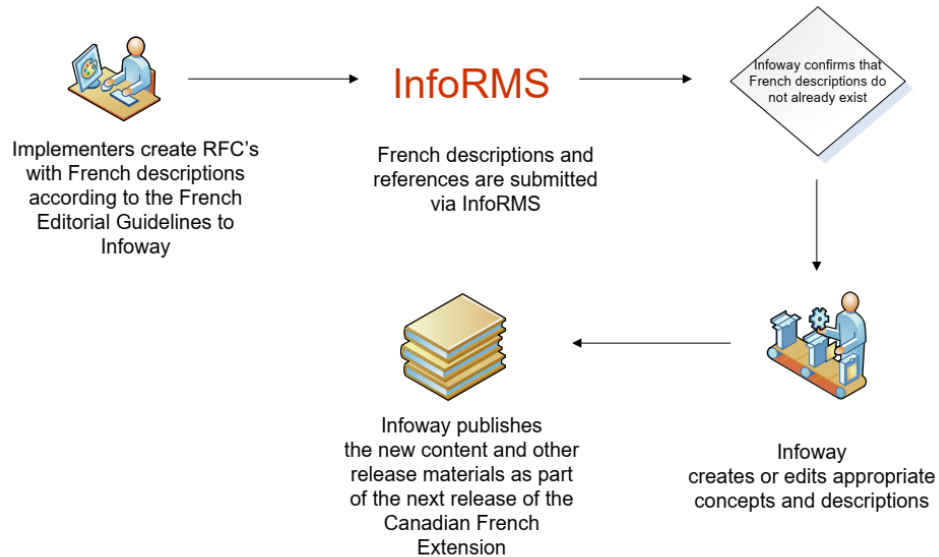 Implementers create RFC's
with French descriptions
according to the French
Editorial Guidelines to
Infoway
InfoRMS
French descriptions and
references are submitted
via InfoRMS
Infoway confirms that
French descriptions do
not already exist
Infoway
creates or edits appropriate
concepts and descriptions
Infoway publishes
the new content and other
release materials as part
of the next release of the
Canadian French
Extension